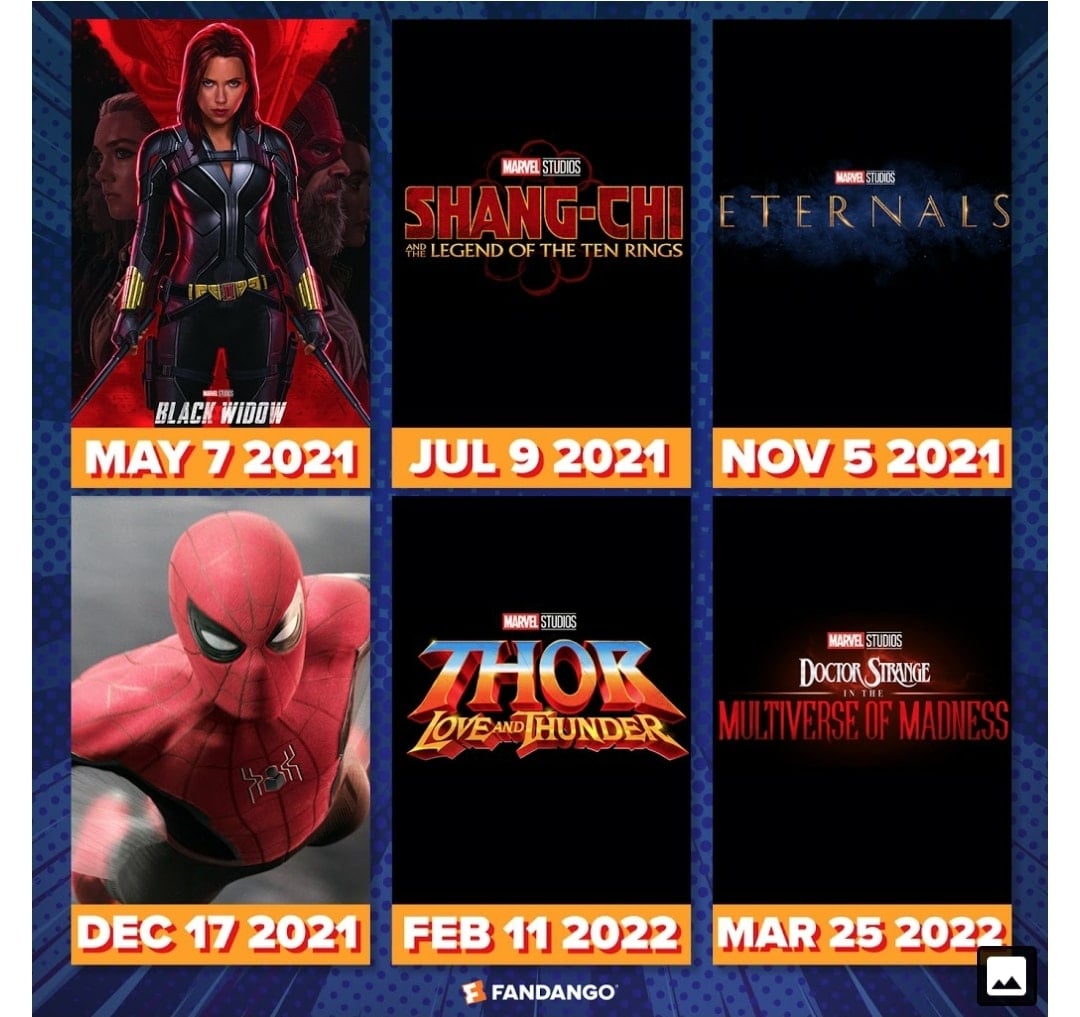 MARVEL STUDIOS
BLACK WIDOW
MAY 7 2021
MARVEL STUDIOS
SHANG-CHI
AND THE LEGEND OF THE TEN RINGS
JUL 9 2021
MARVEL STUDIOS
ETERNALS
NOV 5 2021
DEC 17 2021
MARVEL STUDIOS
THOR
LOVE AND THUNDER
FEB 11 2022
MARVEL STUDIOS
DOCTOR STRANGE
IN THE
MULTIVERSE OF MADNESS
MAR 25 2022
FANDANGO